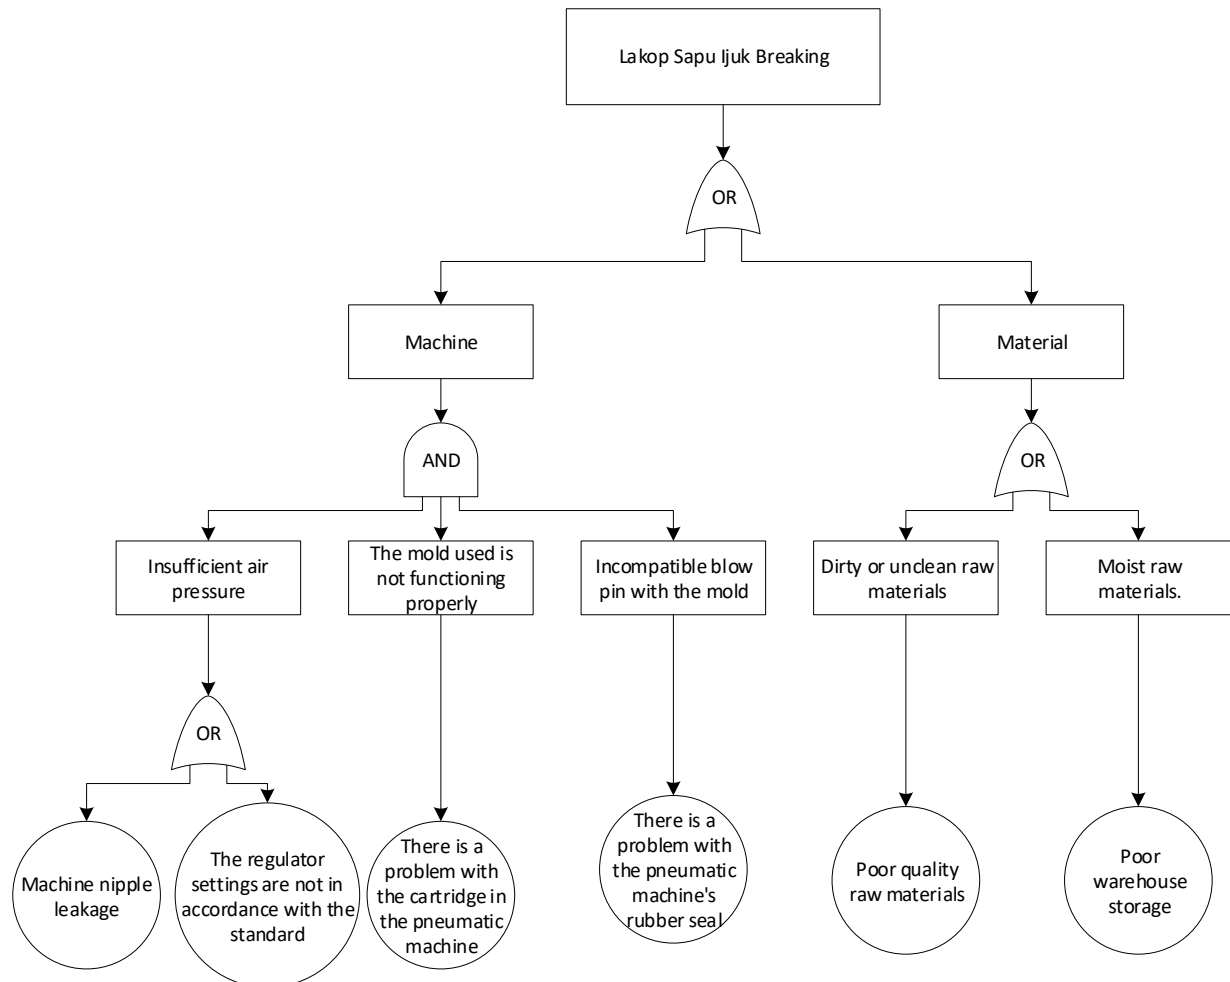 Lakop Sapu Ijuk Breaking
OR
Machine
Material
AND
OR
Insufficient air
pressure
The mold used is
not functioning
properly
Incompatible blow
pin with the mold
Dirty or unclean raw
materials
Moist raw
materials.
OR
Machine nipple
leakage
The regulator
settings are not in
accordance with the
standard
There is a
problem with
the cartridge in
the pneumatic
machine
There is a
problem with
the pneumatic
machine's
rubber seal
Poor quality
raw materials
Poor
warehouse
storage